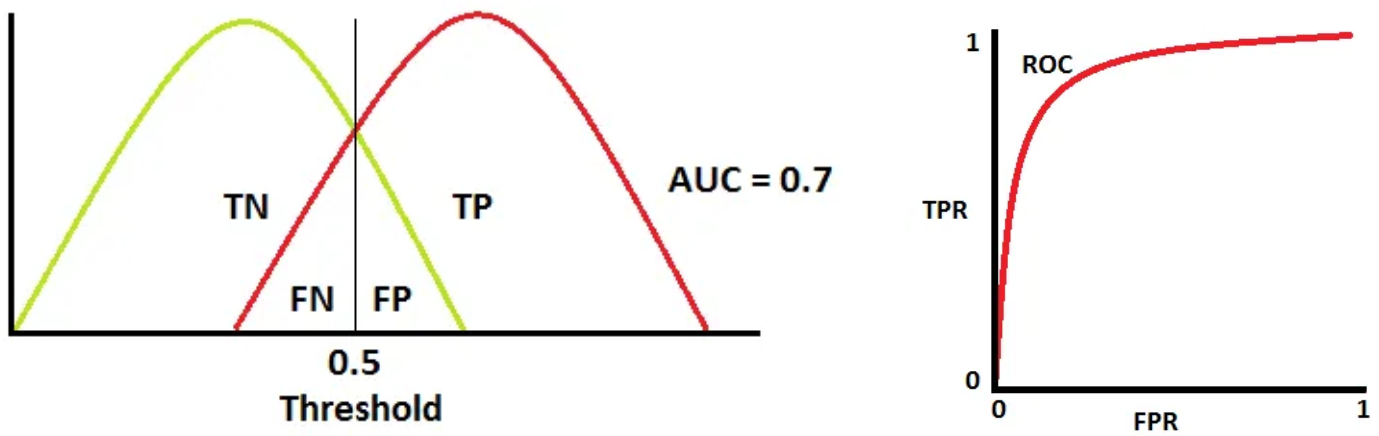 TN
TP
FN
FP
0.5
Threshold
AUC = 0.7
1
ROC
TPR
0
0
1
FPR